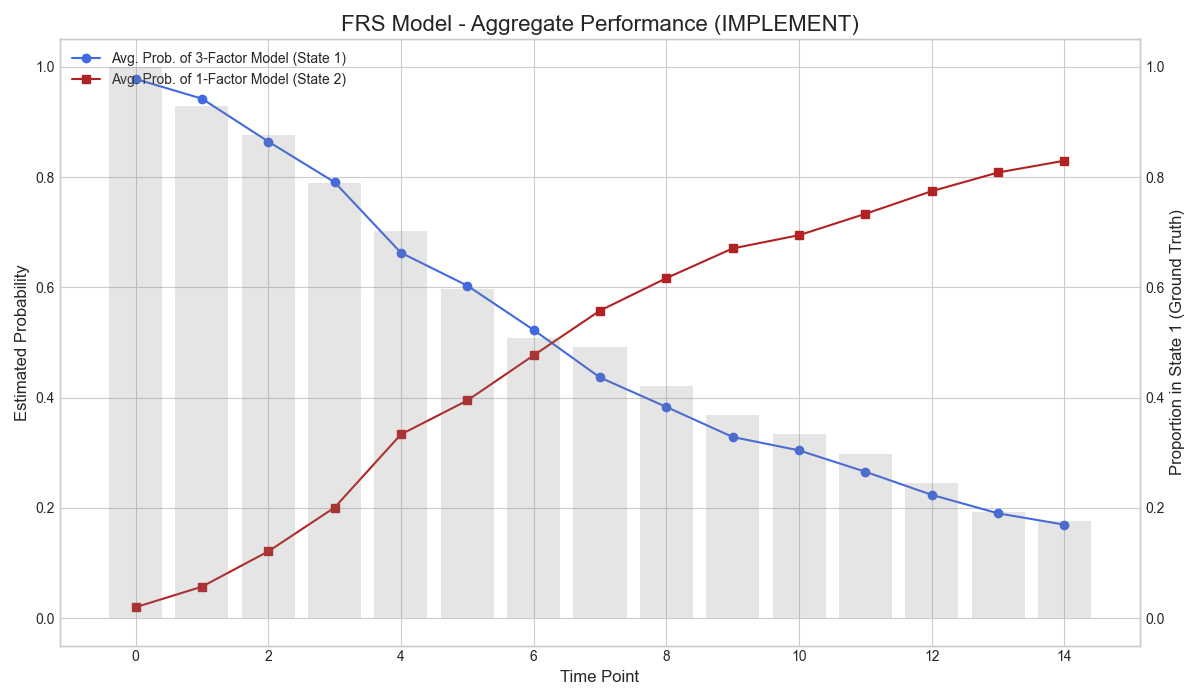 FRS Model - Aggregate Performance (IMPLEMENT)
Avg. Prob. of 3-Factor Model (State 1)
Avg. Prob. of 1-Factor Model (State 2)
Estimated Probability
1.0
0.8
0.6
0.4
0.2
0.0
1.0
0.8
0.6
0.4
0.2
0.0
Proportion in State 1 (Ground Truth)
0 2 4 6 8 10 12 14
Time Point